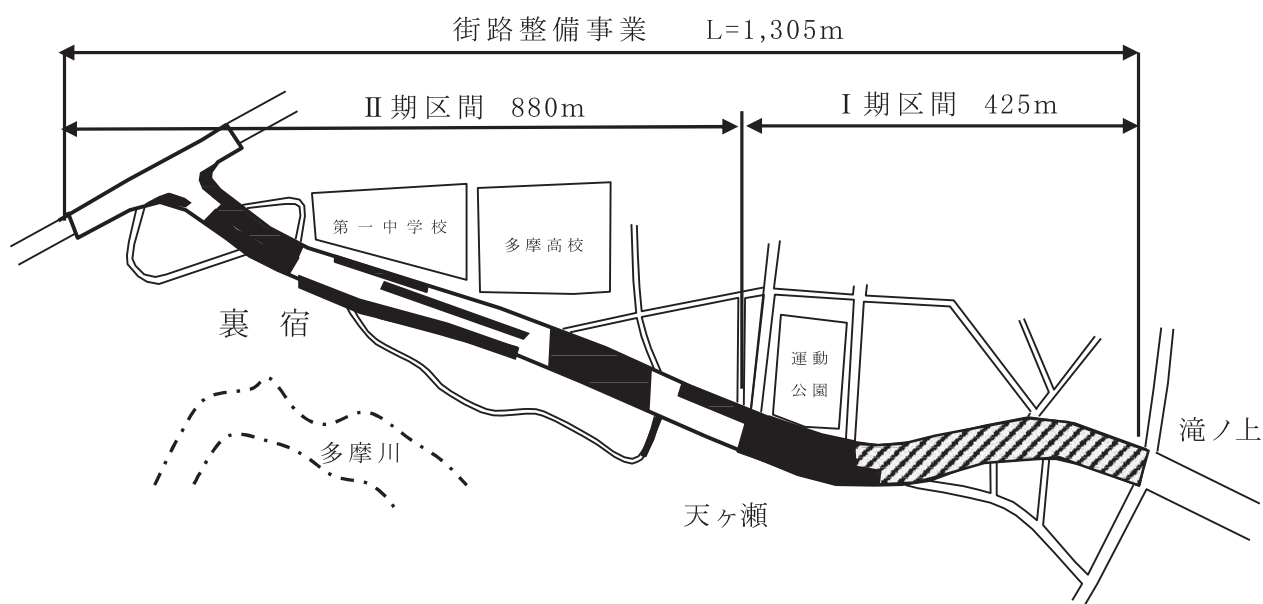 街路整備事業 L=1,305m
Ⅱ期区間 880m
Ⅰ期区間 425m
第一中学校
多摩高校
裏宿
運動
公園
多摩川
滝ノ上
天ヶ瀬